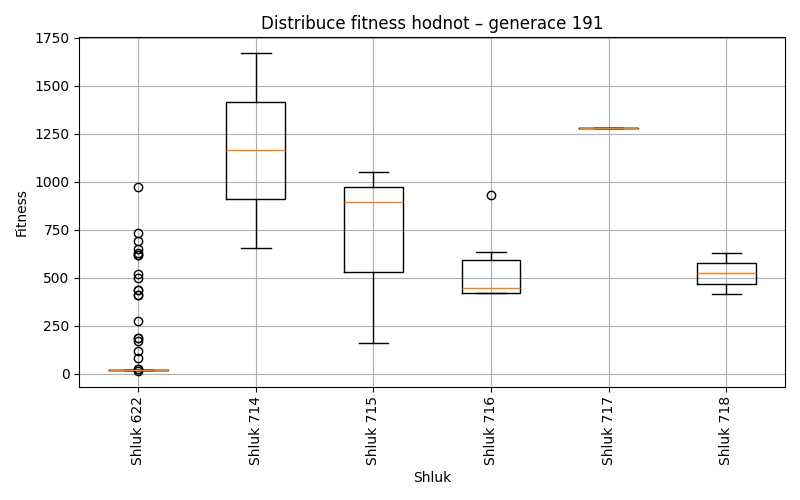 Distribuce fitness hodnot – generace 191
Fitness
1750
1500
1250
1000
750
500
250
0
Shluk 622
Shluk 714
Shluk 715
Shluk 716
Shluk 717
Shluk 718
Shluk